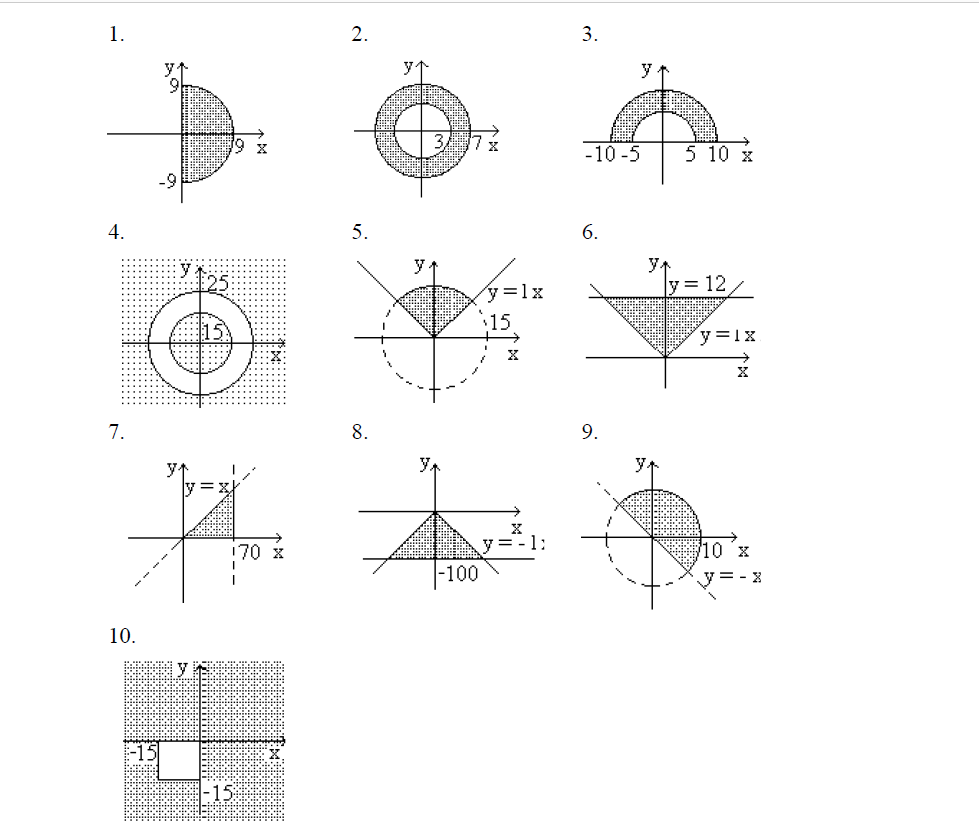 1.
y
9
9 x
-9
2.
y
3
7 x
3.
y
-10 -5 5 10 x
4.
y
25
15
x
5.
y
y = 1x
15
x
6.
y
y = 12
y = 1x
x
7.
y
y = x
70 x
8.
y
x
y = - 1
-100
9.
y
10 x
y = - x
10.
y
-15
x
-15